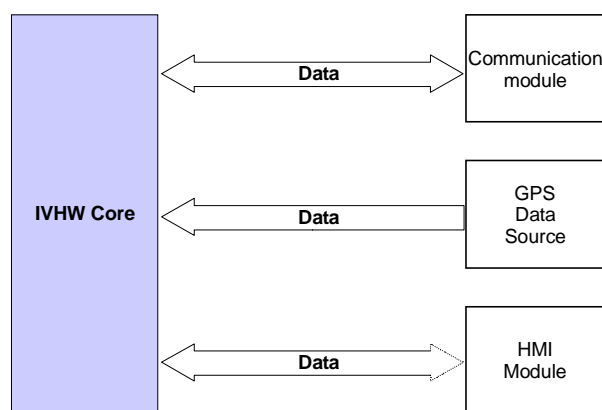 IVHW Core
Data
Communication
module
Data
GPS
Data
Source
Data
HMI
Module